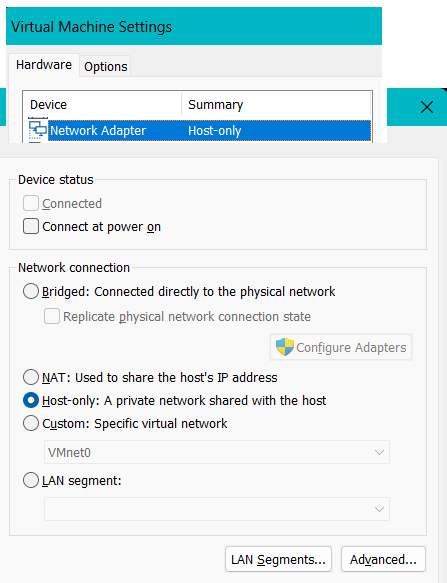 Virtual Machine Settings
Hardware Options
Device Summary
Network Adapter Host-only
Device status
Connected
Connect at power on
Network connection
Bridged: Connected directly to the physical network
Replicate physical network connection state
Configure Adapters
NAT: Used to share the host's IP address
Host-only: A private network shared with the host
Custom: Specific virtual network
VMnet0
LAN segment:
LAN Segments... Advanced...